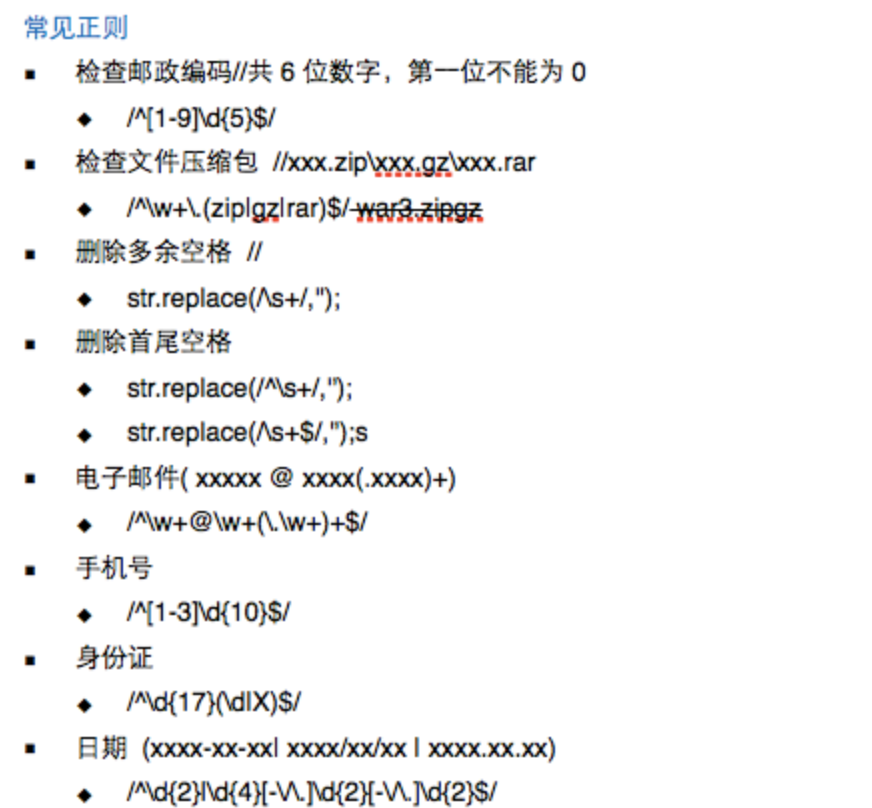 常见正则
▪ 检查邮政编码//共 6 位数字，第一位不能为 0
◆ /^[1-9]\d{5}$/
▪ 检查文件压缩包 //xxx.zip\xxx.gz\xxx.rar
◆ /^\w+\.(zip|gz|rar)$/ war3.zipgz
▪ 删除多余空格 //
◆ str.replace(/\s+/,'');
▪ 删除首尾空格
◆ str.replace(/^\s+/,'');
◆ str.replace(/\s+$/,'');s
▪ 电子邮件( xxxxx @ xxxx(.xxxx)+)
◆ /^\w+@\w+(\.\w+)+$/
▪ 手机号
◆ /^[1-3]\d{10}$/
▪ 身份证
◆ /^\d{17}(\d|X)$/
▪ 日期 (xxxx-xx-xx| xxxx/xx/xx | xxxx.xx.xx)
◆ /^\d{2}|\d{4}[-\/\.]\d{2}[-\/\.]\d{2}$/